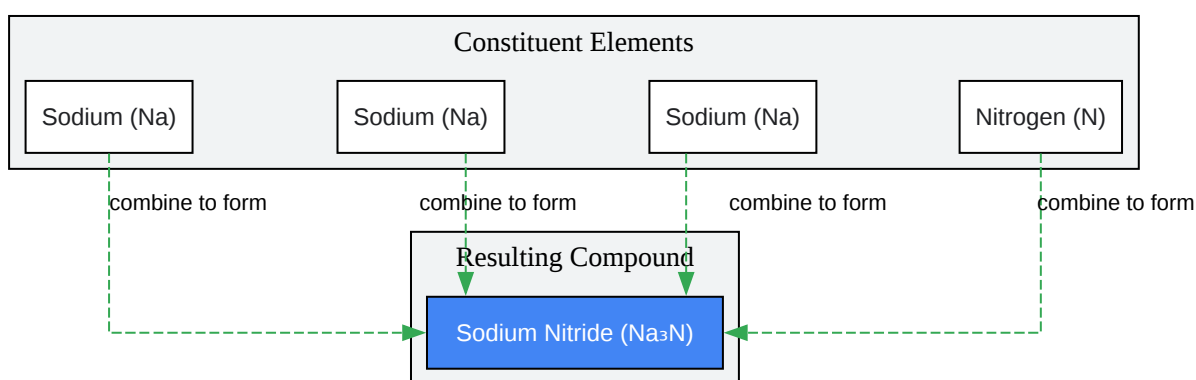 Constituent Elements
Sodium (Na)
Sodium (Na)
Sodium (Na)
Nitrogen (N)
combine to form
combine to form
combine to form
combine to form
Resulting Compound
Sodium Nitride (Na₃N)